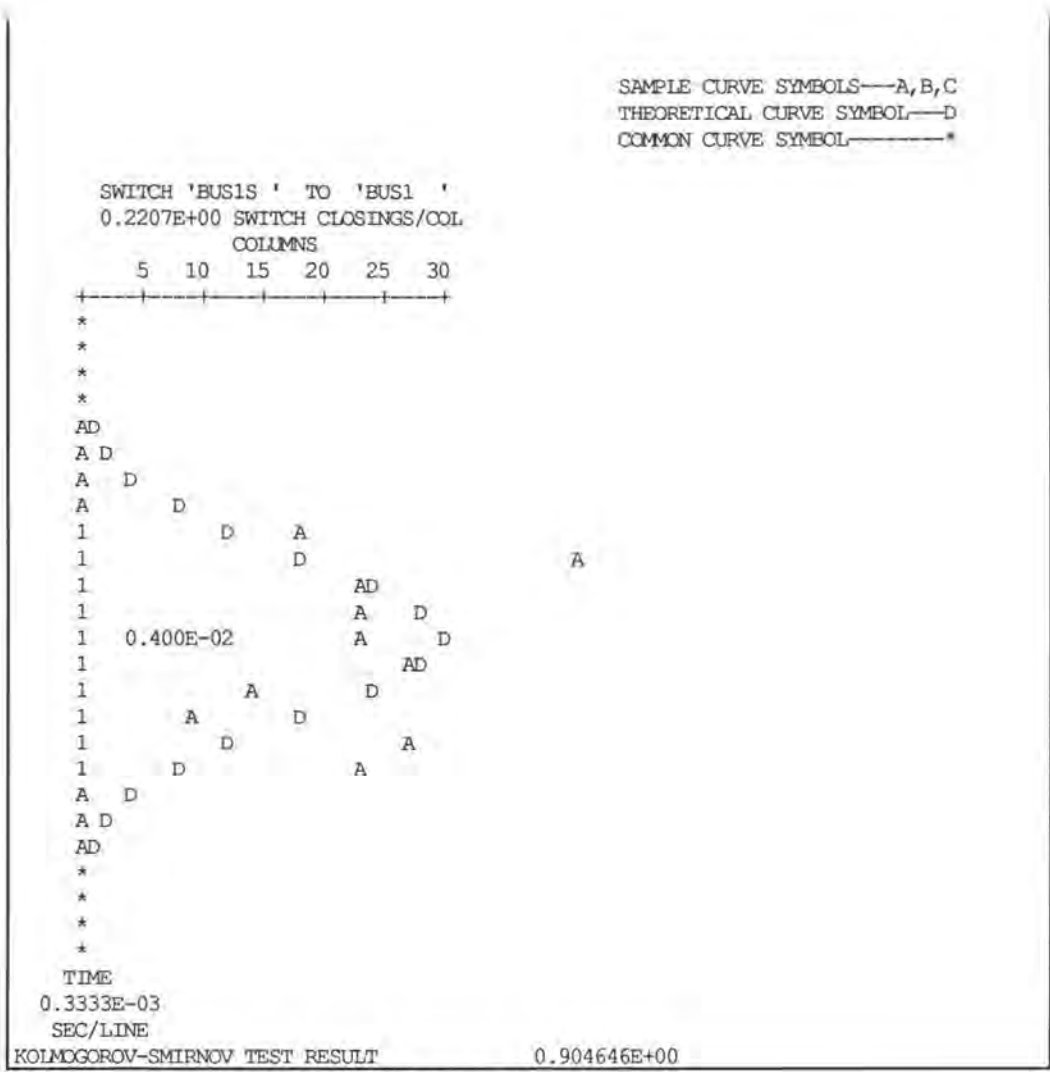 SAMPLE CURVE SYMBOLS----A,B,C
THEORETICAL CURVE SYMBOL----D
COMMON CURVE SYMBOL---------*
SWITCH 'BUS1S ' TO 'BUS1 '
0.2207E+00 SWITCH CLOSINGS/COL
COLUMNS
5 10 15 20 25 30
+----+----+----+----+----+----+
*
*
*
*
AD
A D
A   D
A       D
1           D     A
1                 D                      A
1                      AD
1                      A    D
1   0.400E-02          A      D
1                          AD
1             A         D
1        A        D
1           D              A
1       D              A
A   D
A D
AD
*
*
*
*
TIME
0.3333E-03
SEC/LINE
KOLMOGOROV-SMIRNOV TEST RESULT 0.904646E+00